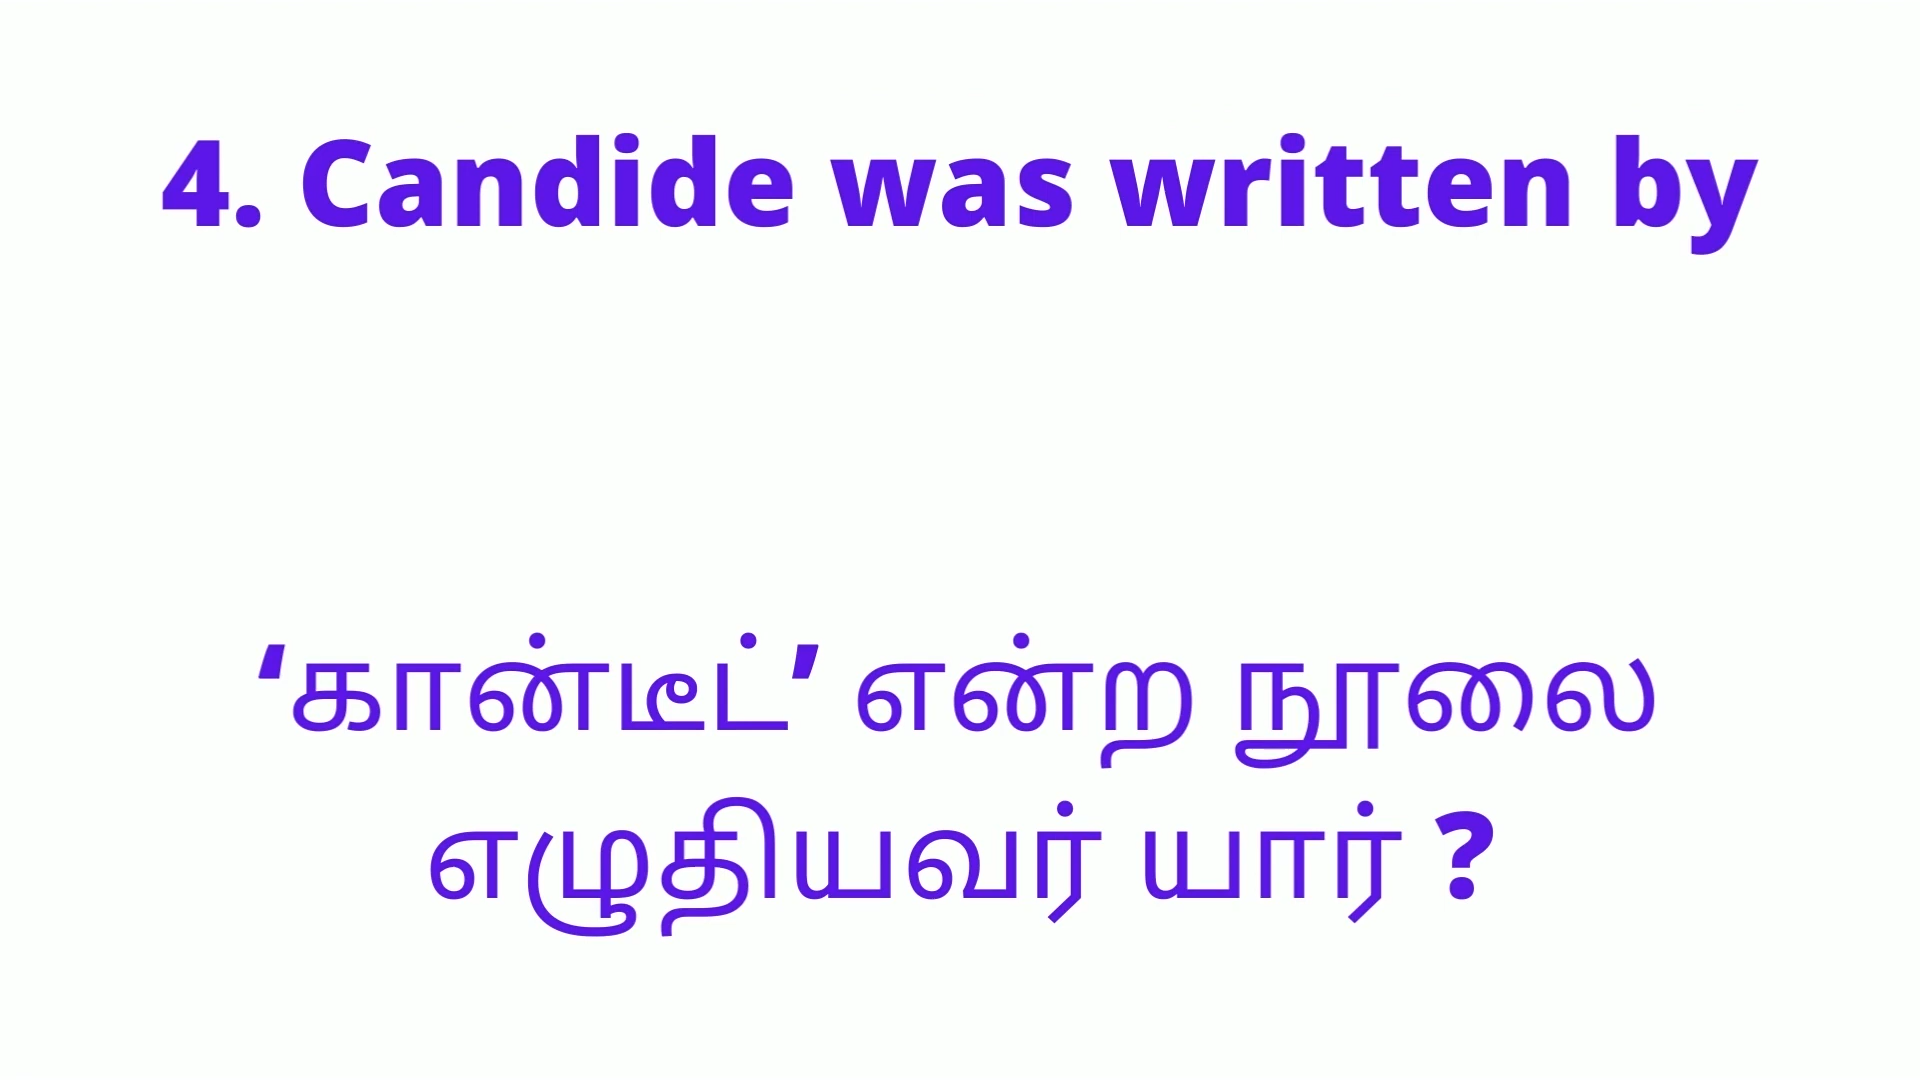 4. Candide was written by
‘கான்டீட்’ என்ற நூலை
எழுதியவர் யார் ?